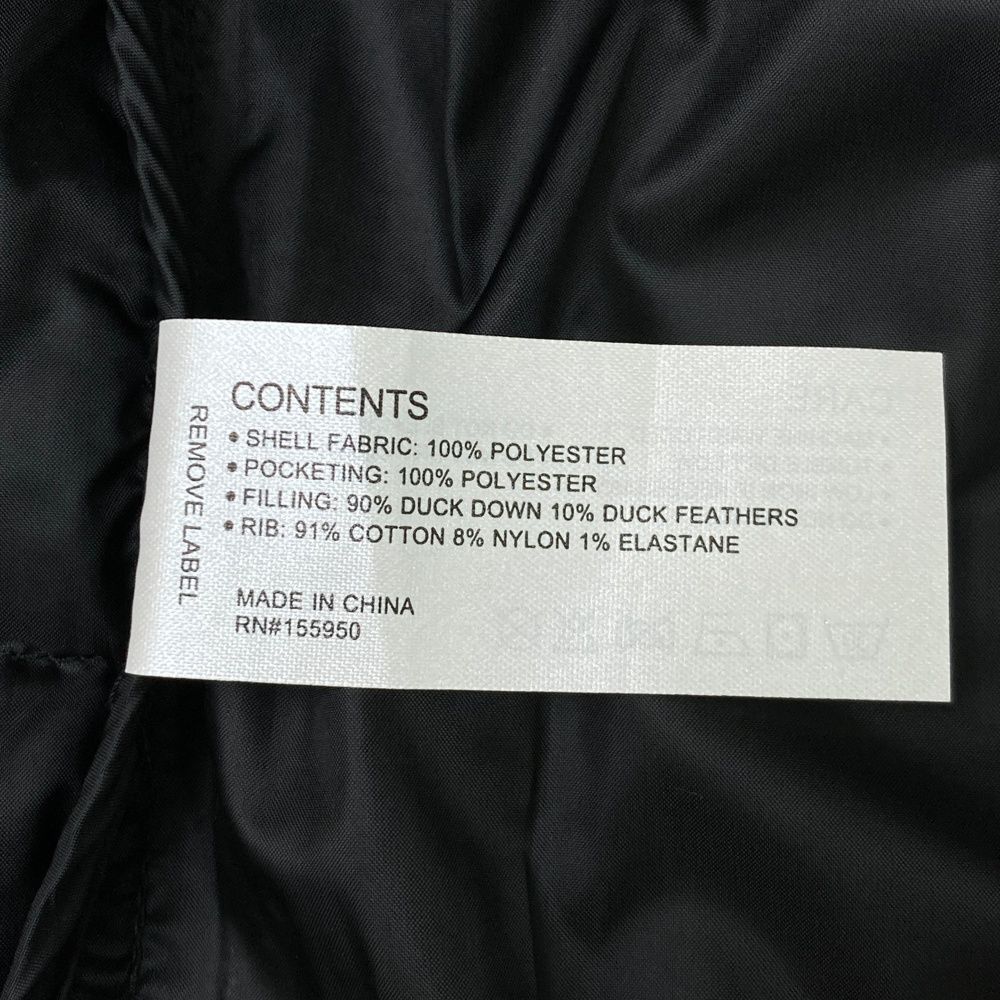 REMOVE LABEL
CONTENTS
• SHELL FABRIC: 100% POLYESTER
• POCKETING: 100% POLYESTER
• FILLING: 90% DUCK DOWN 10% DUCK FEATHERS
• RIB: 91% COTTON 8% NYLON 1% ELASTANE
MADE IN CHINA
RN#155950